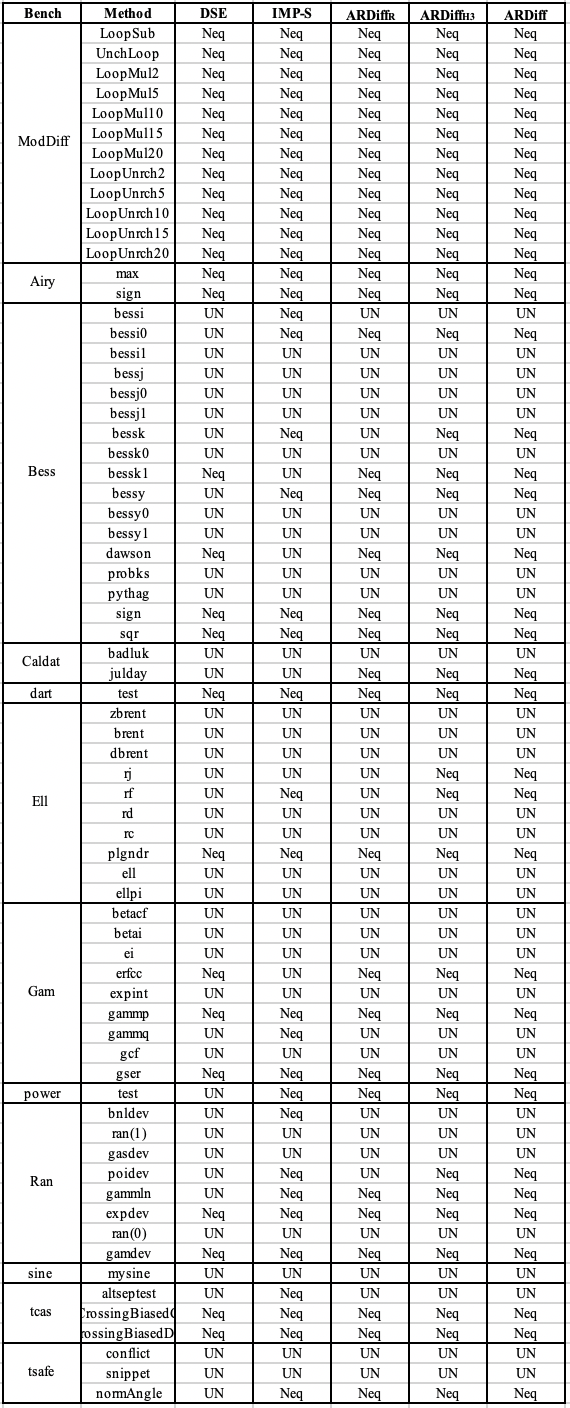 Bench Method DSE IMP-S ARDiffR ARDiffH3 ARDiff
ModDiff LoopSub Neq Neq Neq Neq Neq
UnchLoop Neq Neq Neq Neq Neq
LoopMul2 Neq Neq Neq Neq Neq
LoopMul5 Neq Neq Neq Neq Neq
LoopMul10 Neq Neq Neq Neq Neq
LoopMul15 Neq Neq Neq Neq Neq
LoopMul20 Neq Neq Neq Neq Neq
LoopUnrch2 Neq Neq Neq Neq Neq
LoopUnrch5 Neq Neq Neq Neq Neq
LoopUnrch10 Neq Neq Neq Neq Neq
LoopUnrch15 Neq Neq Neq Neq Neq
LoopUnrch20 Neq Neq Neq Neq Neq
Airy max Neq Neq Neq Neq Neq
sign Neq Neq Neq Neq Neq
Bess bessi UN Neq UN UN UN
bessi0 UN Neq Neq Neq Neq
bessi1 UN UN UN UN UN
bessj UN UN UN UN UN
bessj0 UN UN UN UN UN
bessj1 UN UN UN UN UN
bessk UN Neq UN Neq Neq
bessk0 UN UN UN UN UN
bessk1 Neq UN Neq Neq Neq
bessy UN Neq Neq Neq Neq
bessy0 UN UN UN UN UN
bessy1 UN UN UN UN UN
dawson Neq UN Neq Neq Neq
probks UN UN UN UN UN
pythag UN UN UN UN UN
sign Neq Neq Neq Neq Neq
sqr Neq Neq Neq Neq Neq
Caldat badluk UN UN UN UN UN
julday UN UN Neq Neq Neq
dart test Neq Neq Neq Neq Neq
Ell zbrent UN UN UN UN UN
brent UN UN UN UN UN
dbrent UN UN UN UN UN
rj UN UN UN Neq Neq
rf UN Neq UN Neq Neq
rd UN UN UN UN UN
rc UN UN UN UN UN
plgndr Neq Neq Neq Neq Neq
ell UN UN UN UN UN
ellpi UN UN UN UN UN
Gam betacf UN UN UN UN UN
betai UN UN UN UN UN
ei UN UN UN UN UN
erfcc Neq UN Neq Neq Neq
expint UN UN UN UN UN
gammp Neq Neq Neq Neq Neq
gammq UN Neq UN UN UN
gcf UN UN UN UN UN
gser Neq Neq Neq Neq Neq
power test UN Neq Neq Neq Neq
Ran bnldev UN Neq UN UN UN
ran(1) UN UN UN UN UN
gasdev UN UN UN UN UN
poidev UN Neq UN Neq Neq
gammln UN Neq Neq Neq Neq
expdev Neq Neq Neq Neq Neq
ran(0) UN UN UN UN UN
gamdev Neq Neq Neq Neq Neq
sine mysine UN UN UN UN UN
tcas altseptest UN Neq UN UN UN
CrossingBiasedC Neq Neq Neq Neq Neq
rossingBiasedD Neq Neq Neq Neq Neq
tsafe conflict UN UN UN UN UN
snippet UN UN UN UN UN
normAngle UN Neq Neq Neq Neq